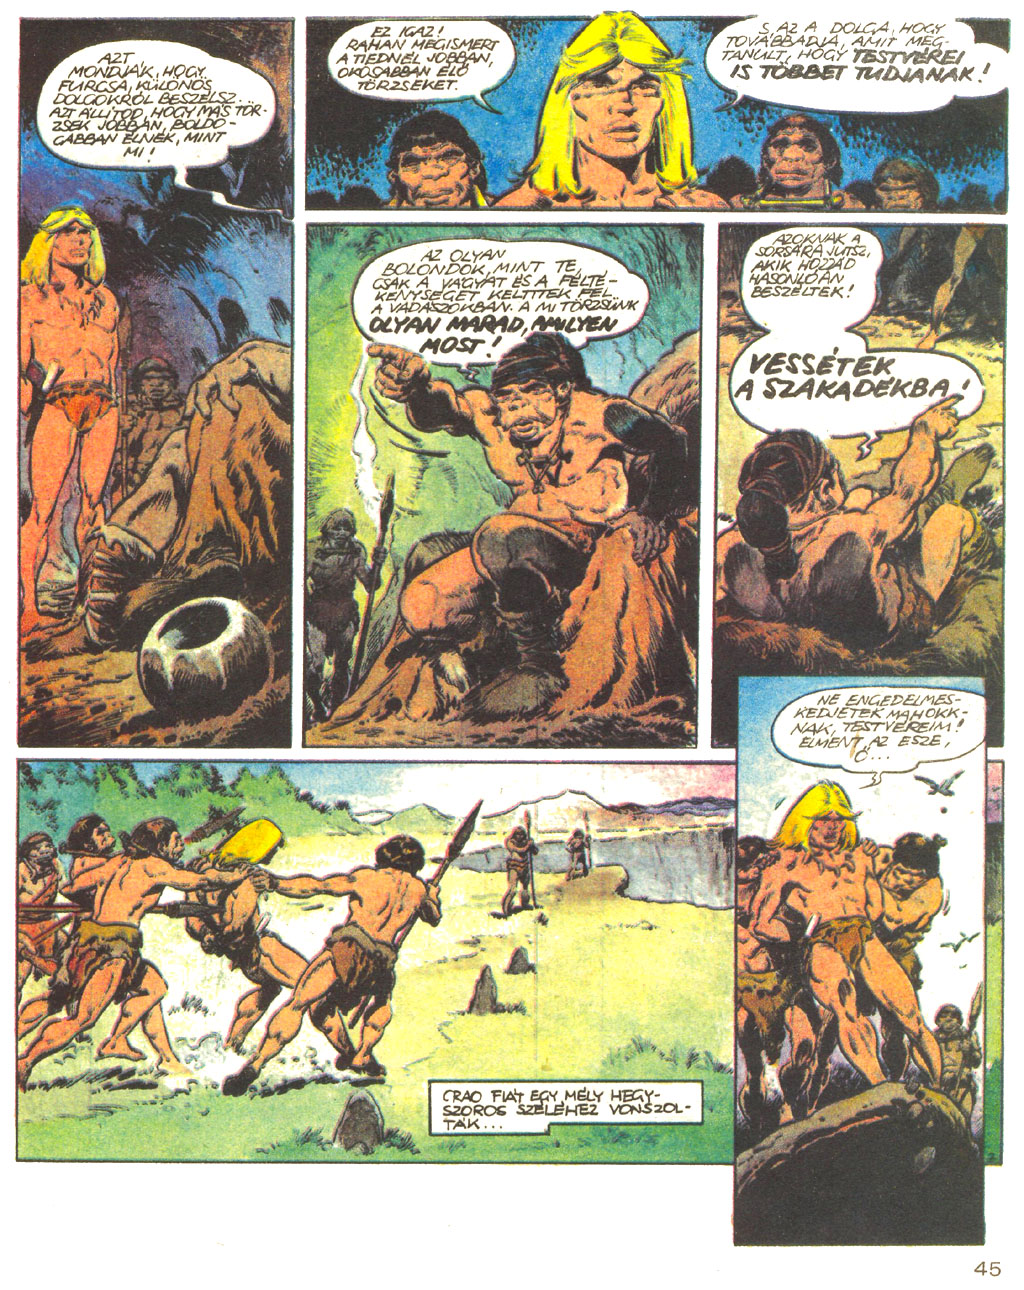 AZT
MONDJÁK, HOGY
FURCSA, KÜLÖNÖS
DOLGOKRÓL BESZÉLSZ...
AZT ÁLLÍTOD, HOGY MÁS TÖR-
ZSEK JOBBAN, BOLDO-
GABBAN ÉLNEK, MINT
MI!
EZ IGAZ!
RAHAN MEGISMERT
A TIEDNÉL JOBBAN,
OKOSABBAN ÉLŐ
TÖRZSEKET.
S AZ A DOLGA, HOGY
TOVÁBBADJA, AMIT MEG-
TANULT, HOGY TESTVÉREI
IS TÖBBET TUDJANAK!
AZ OLYAN
BOLONDOK, MINT TE,
CSAK A VÁGYAT ÉS A FÉLTÉ-
KENYSÉGET KELTITEK FEL
A VADÁSZOKBAN. A MI TÖRZSÜNK
OLYAN MARAD, AMILYEN
MOST!
AZOKNAK A
SORSÁRA JUTSZ,
AKIK HOZZÁD
HASONLÓAN
BESZÉLTEK!
VESSÉTEK
A SZAKADÉKBA!
CRAO FIÁT EGY MÉLY HEGY-
SZOROS SZÉLÉHEZ VONSZOL-
TÁK...
NE ENGEDELMES-
KEDJETEK MAHOKK-
NAK, TESTVÉREIM!
ELMENT AZ ESZE,
Ő...
45